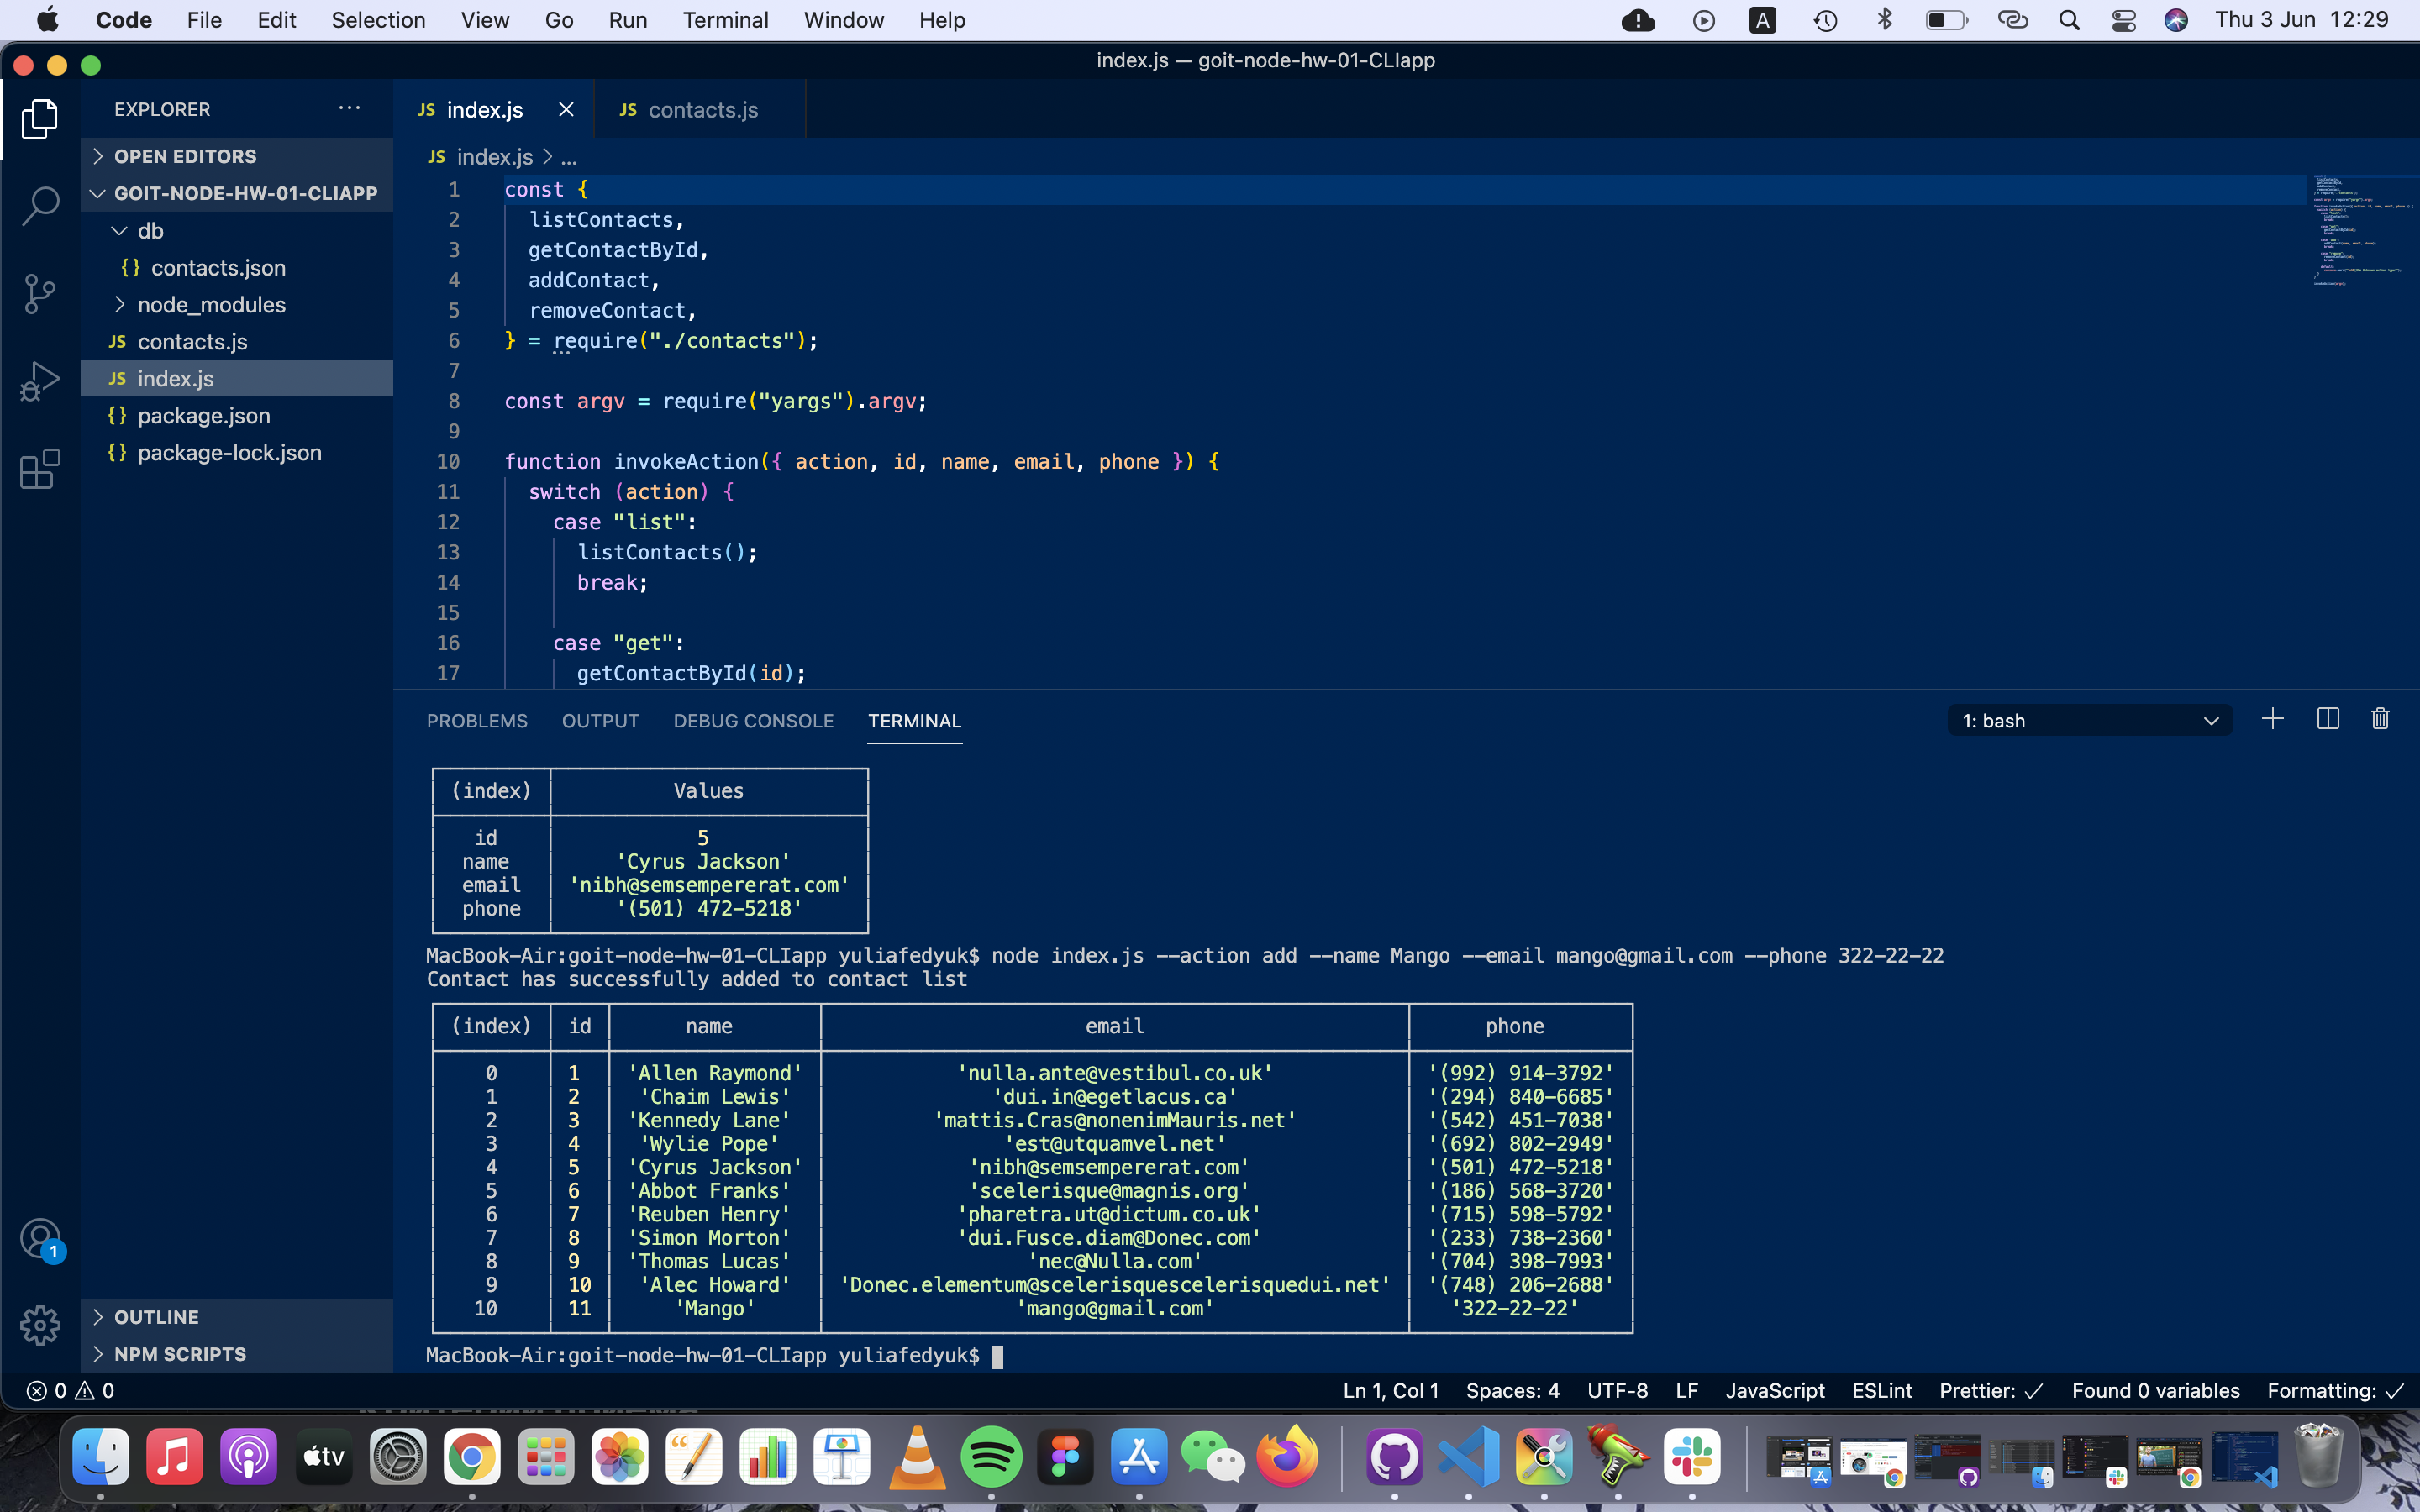 Code File Edit Selection View Go Run Terminal Window Help A Thu 3 Jun 12:29
index.js — goit-node-hw-01-CLIapp
EXPLORER ...
OPEN EDITORS
GOIT-NODE-HW-01-CLIAPP
db
{} contacts.json
node_modules
JS contacts.js
JS index.js
{} package.json
{} package-lock.json
OUTLINE
NPM SCRIPTS
1
JS index.js
JS contacts.js
JS index.js > ...
1 const {
2 listContacts,
3 getContactById,
4 addContact,
5 removeContact,
6 } = require("./contacts");
7
8 const argv = require("yargs").argv;
9
10 function invokeAction({ action, id, name, email, phone }) {
11 switch (action) {
12 case "list":
13 listContacts();
14 break;
15
16 case "get":
17 getContactById(id);
PROBLEMS OUTPUT DEBUG CONSOLE TERMINAL 1: bash
(index) Values
id 5
name 'Cyrus Jackson'
email 'nibh@semsempererat.com'
phone '(501) 472-5218'
MacBook-Air:goit-node-hw-01-CLIapp yuliafedyuk$ node index.js --action add --name Mango --email mango@gmail.com --phone 322-22-22
Contact has successfully added to contact list
(index) id name email phone
0 1 'Allen Raymond' 'nulla.ante@vestibul.co.uk' '(992) 914-3792'
1 2 'Chaim Lewis' 'dui.in@egetlacus.ca' '(294) 840-6685'
2 3 'Kennedy Lane' 'mattis.Cras@nonenimMauris.net' '(542) 451-7038'
3 4 'Wylie Pope' 'est@utquamvel.net' '(692) 802-2949'
4 5 'Cyrus Jackson' 'nibh@semsempererat.com' '(501) 472-5218'
5 6 'Abbot Franks' 'scelerisque@magnis.org' '(186) 568-3720'
6 7 'Reuben Henry' 'pharetra.ut@dictum.co.uk' '(715) 598-5792'
7 8 'Simon Morton' 'dui.Fusce.diam@Donec.com' '(233) 738-2360'
8 9 'Thomas Lucas' 'nec@Nulla.com' '(704) 398-7993'
9 10 'Alec Howard' 'Donec.elementum@scelerisquescelerisquedui.net' '(748) 206-2688'
10 11 'Mango' 'mango@gmail.com' '322-22-22'
MacBook-Air:goit-node-hw-01-CLIapp yuliafedyuk$
0 0 Ln 1, Col 1 Spaces: 4 UTF-8 LF JavaScript ESLint Prettier: ✓ Found 0 variables Formatting: ✓
tv